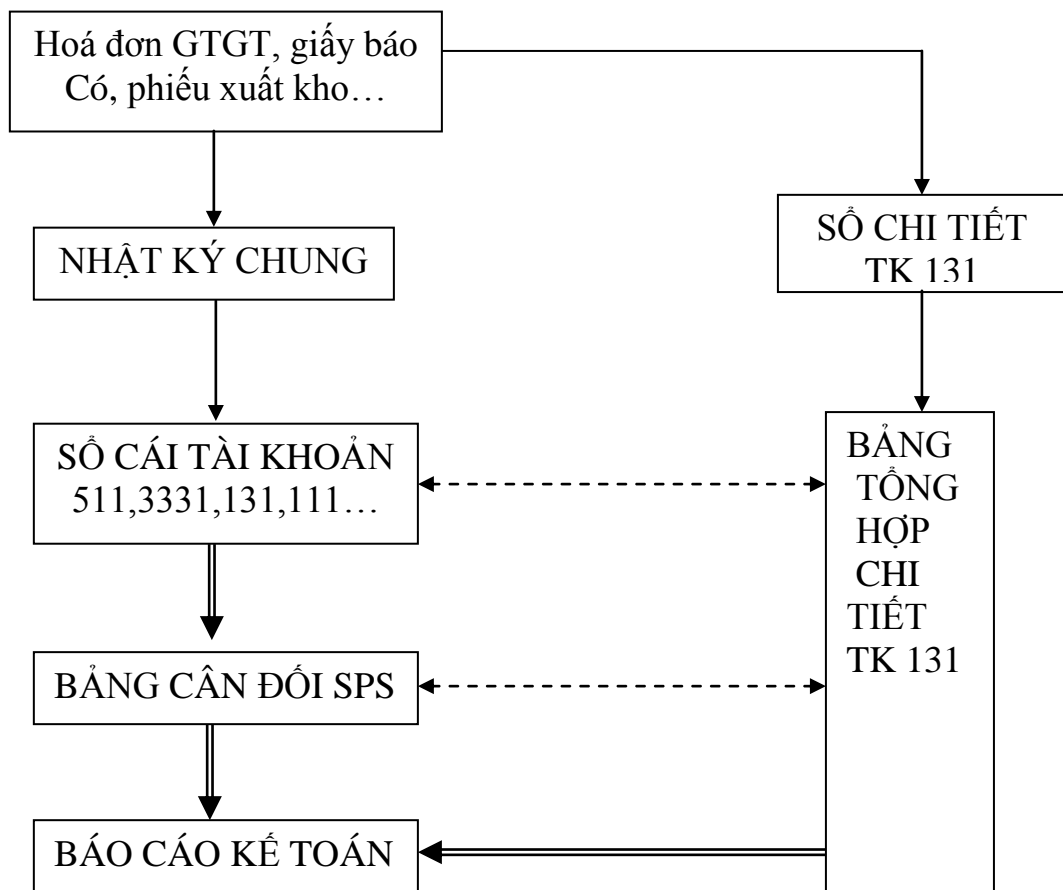 Hoá đơn GTGT, giấy báo
Có, phiếu xuất kho…
NHẬT KÝ CHUNG
SỔ CHI TIẾT
TK 131
SỔ CÁI TÀI KHOẢN
511,3331,131,111…
BẢNG
TỔNG
HỢP
CHI
TIẾT
TK 131
BẢNG CÂN ĐỐI SPS
BÁO CÁO KẾ TOÁN